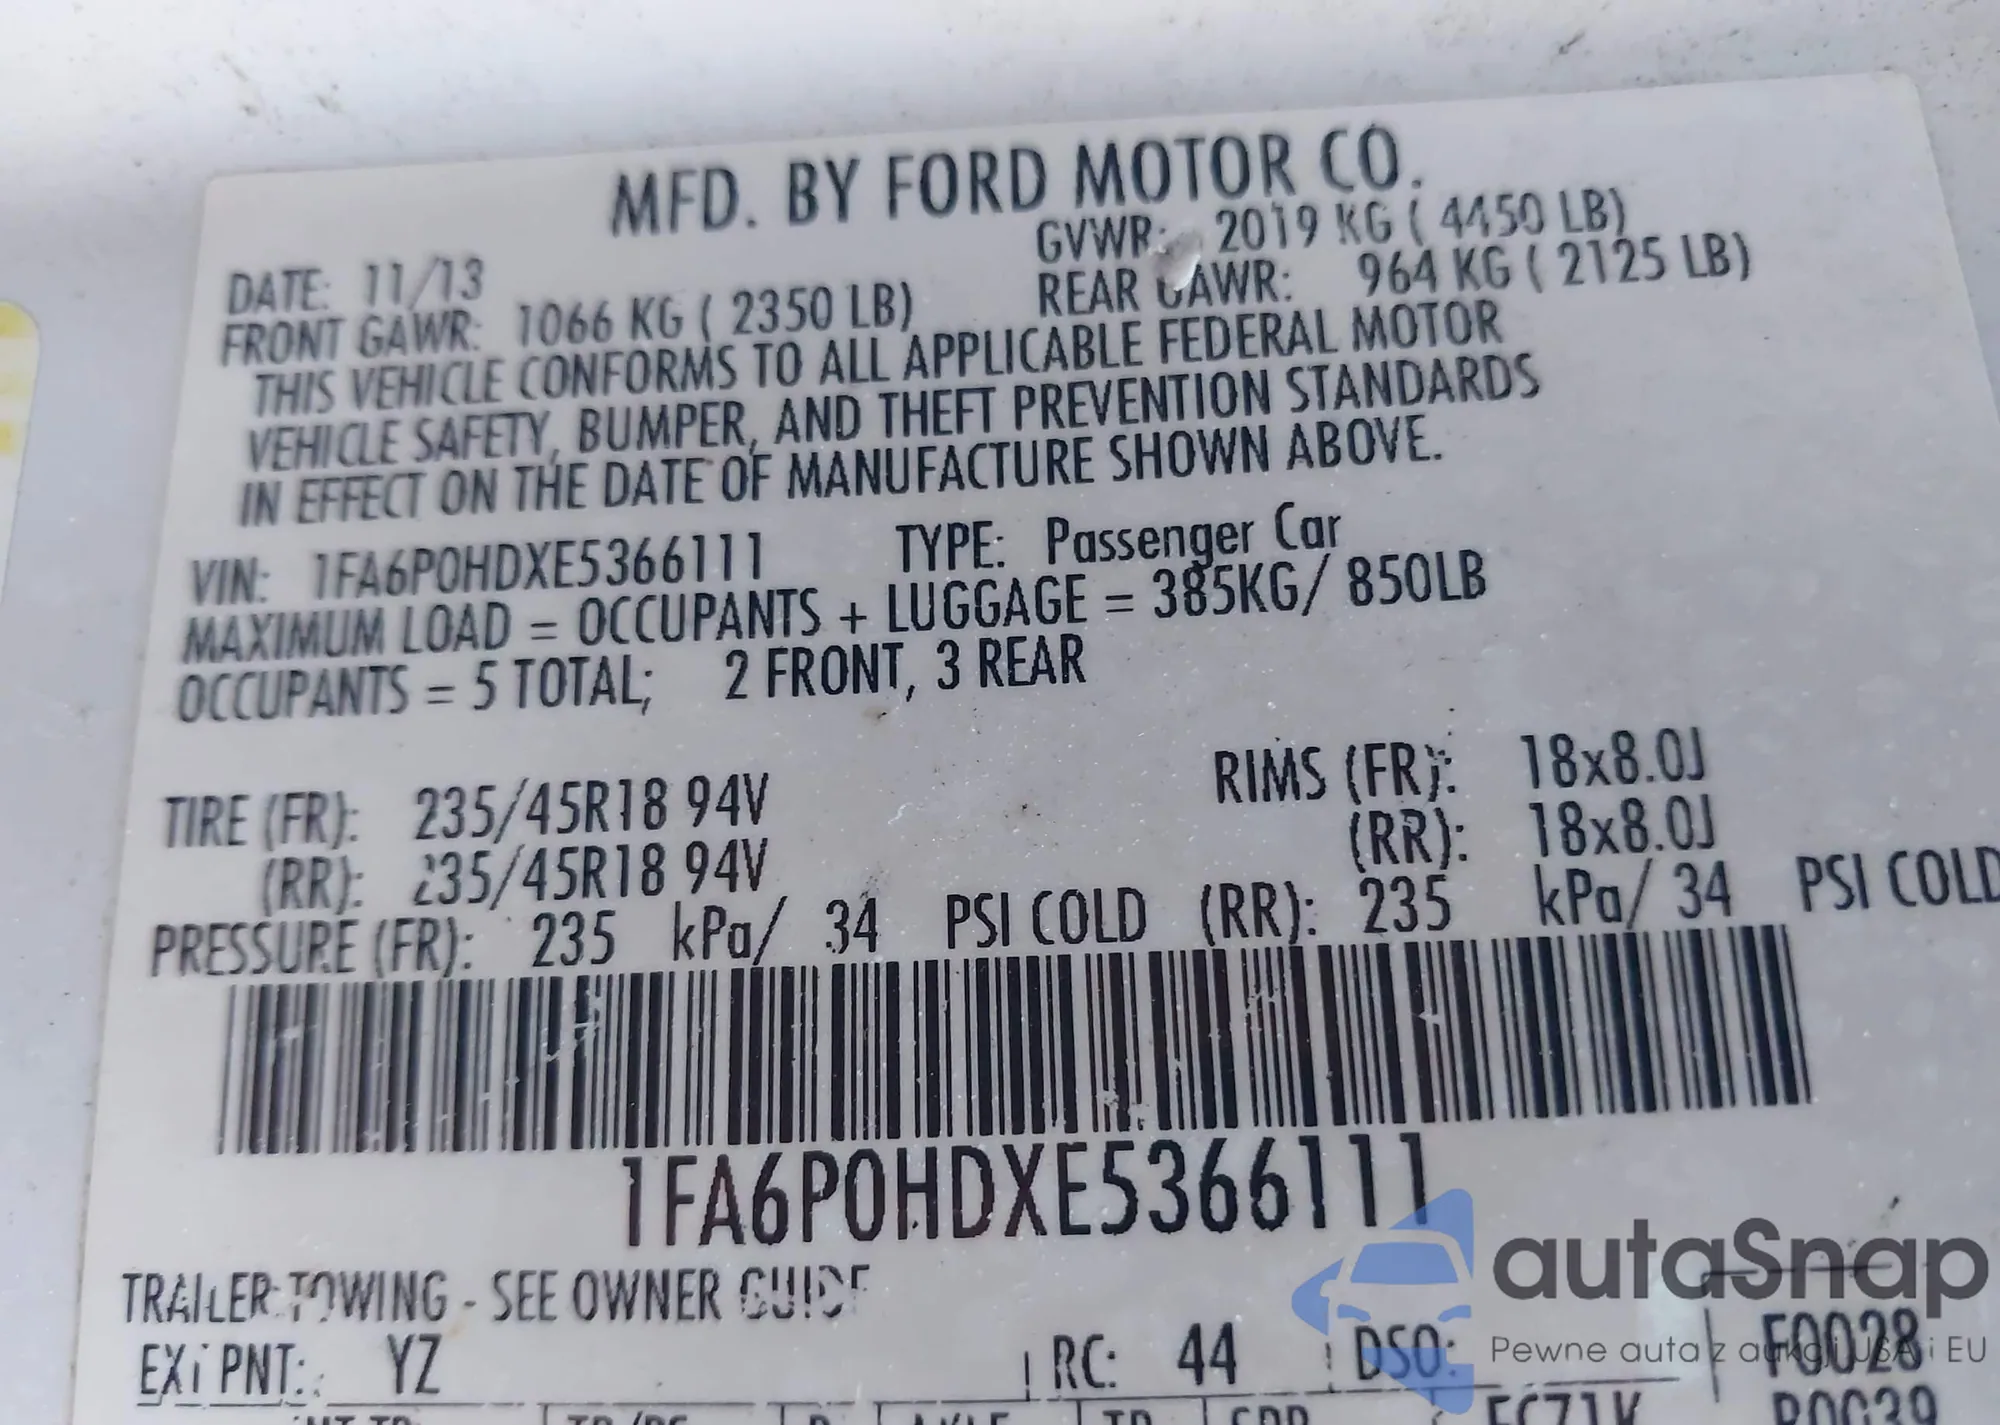 MFD. BY FORD MOTOR CO.
DATE: 11/13 GVWR: 2019 KG ( 4450 LB)
FRONT GAWR: 1066 KG ( 2350 LB) REAR GAWR: 964 KG ( 2125 LB)
THIS VEHICLE CONFORMS TO ALL APPLICABLE FEDERAL MOTOR
VEHICLE SAFETY, BUMPER, AND THEFT PREVENTION STANDARDS
IN EFFECT ON THE DATE OF MANUFACTURE SHOWN ABOVE.
VIN: 1FA6P0HDXE5366111 TYPE: Passenger Car
MAXIMUM LOAD = OCCUPANTS + LUGGAGE = 385KG/ 850LB
OCCUPANTS = 5 TOTAL; 2 FRONT, 3 REAR
TIRE (FR): 235/45R18 94V RIMS (FR): 18x8.0J
(RR): 235/45R18 94V (RR): 18x8.0J
PRESSURE (FR): 235 kPa/ 34 PSI COLD (RR): 235 kPa/ 34 PSI COLD
1FA6P0HDXE5366111
TRAILER TOWING - SEE OWNER GUIDE
EXT PNT: YZ RC: 44 DSO: F0028
autaSnap
Pewne auta z aukcji USA i EU